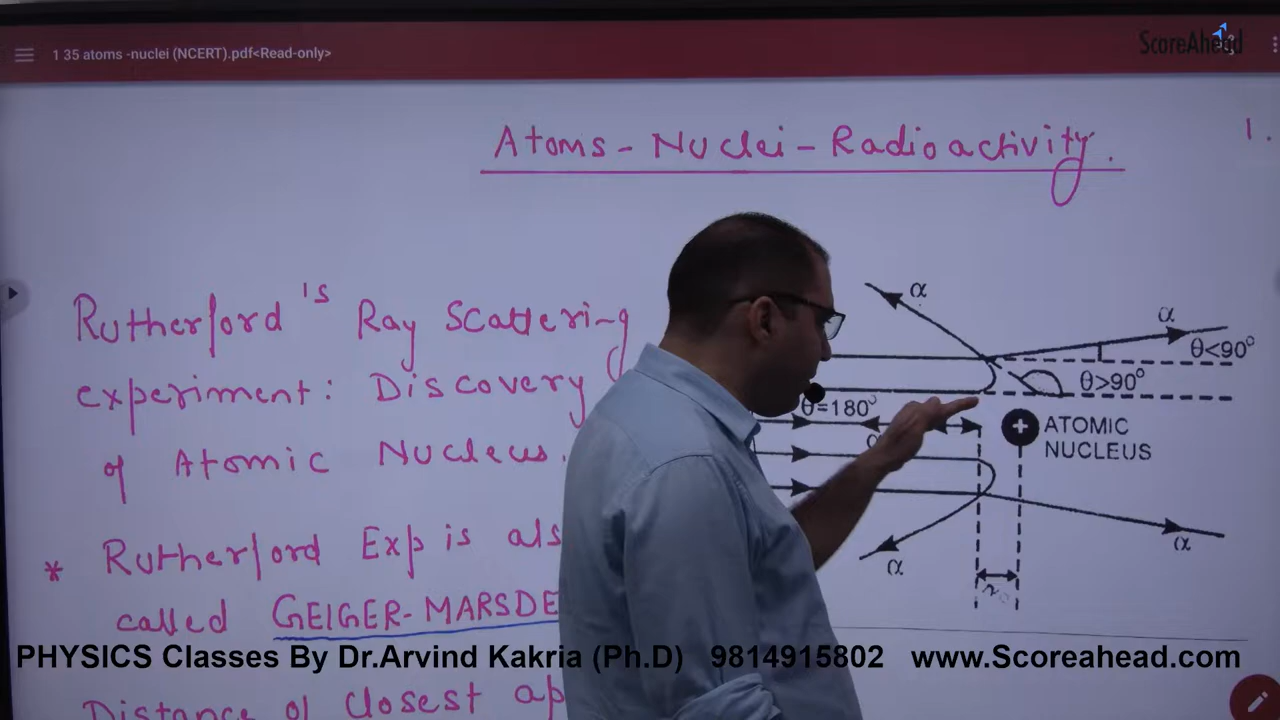 1 35 atoms -nuclei (NCERT).pdf<Read-only>
ScoreAhead
Atoms - Nuclei - Radioactivity.
1.
Rutherford's Ray Scattering
experiment: Discovery
of Atomic Nucleus.
* Rutherford Exp is als
called GEIGER-MARSDE
Distance of closest ap
α
α
θ<90°
θ>90°
θ=180°
ATOMIC
NUCLEUS
α
α
PHYSICS Classes By Dr.Arvind Kakria (Ph.D) 9814915802 www.Scoreahead.com